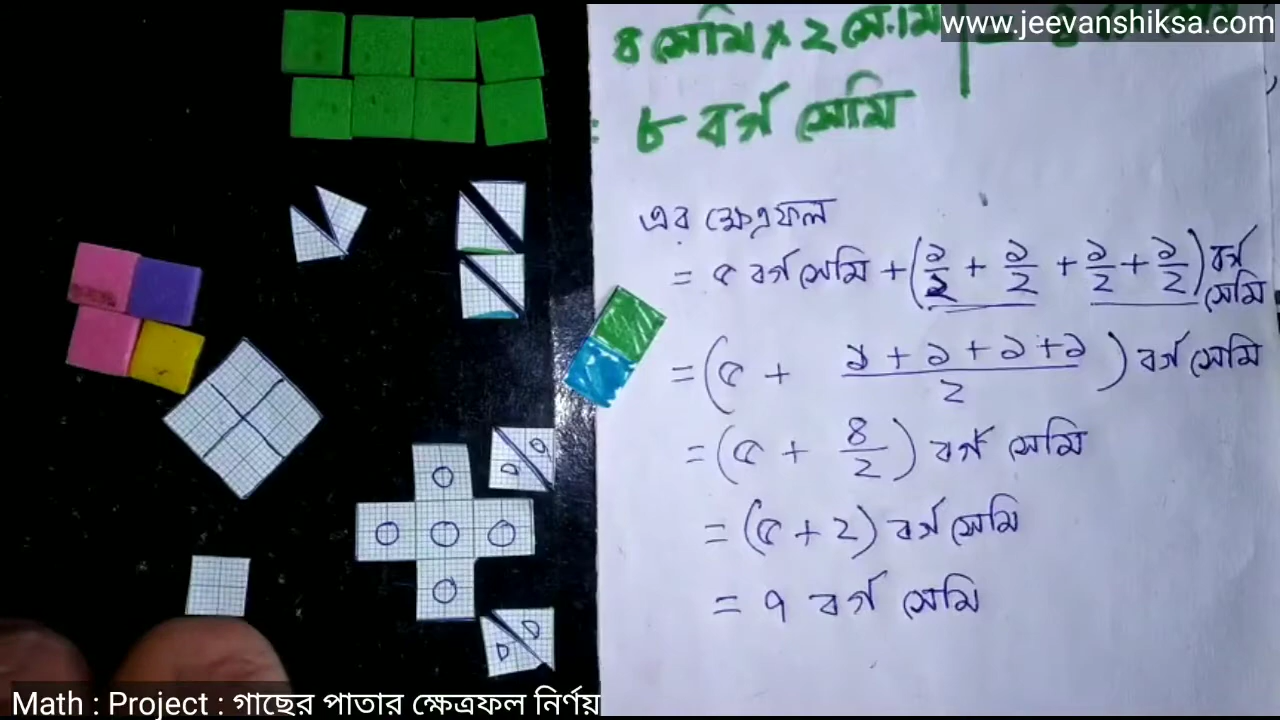 www.jeevanshiksa.com
৪ সেমি × ২ সে.মি
: ৮ বর্গ সেমি
এর ক্ষেত্রফল
= ৫ বর্গ সেমি + (১/২ + ১/২ + ১/২ + ১/২) বর্গ সেমি
= (৫ + ১ + ১ + ১ + ১ / ২) বর্গ সেমি
= (৫ + ৪/২) বর্গ সেমি
= (৫ + ২) বর্গ সেমি
= ৭ বর্গ সেমি
Math : Project : গাছের পাতার ক্ষেত্রফল নির্ণয়